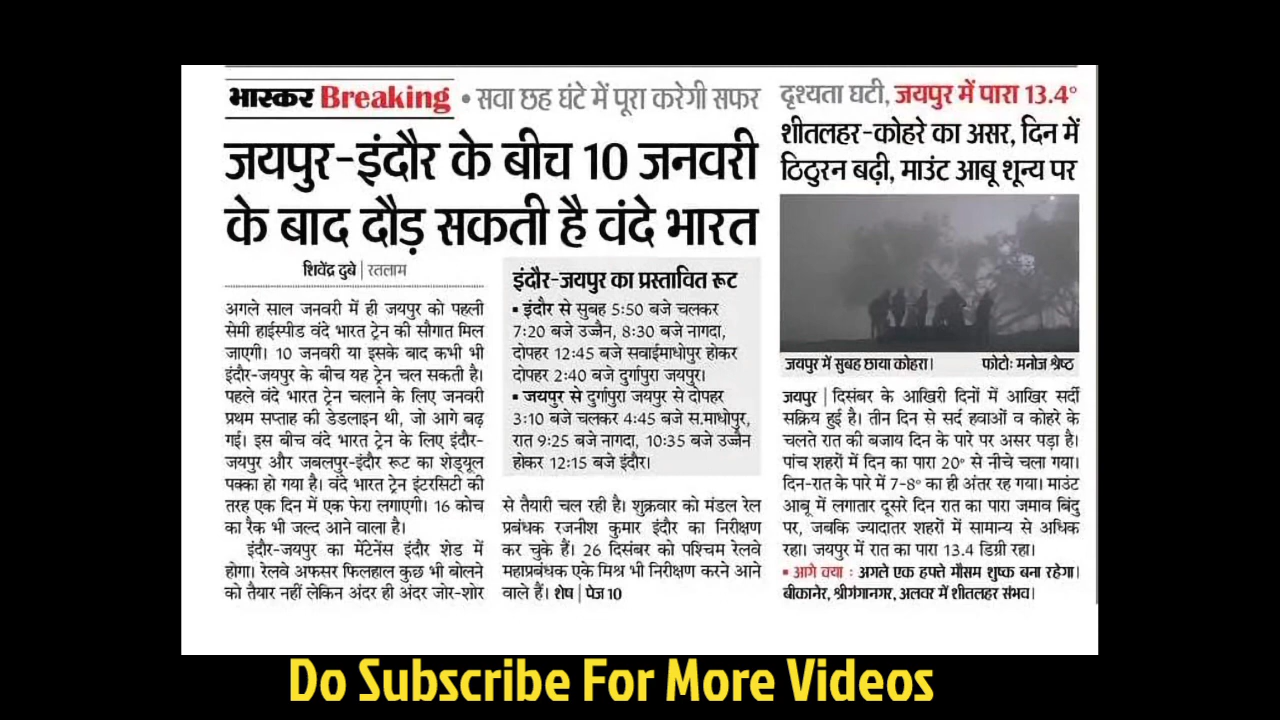 भास्कर Breaking • सवा छह घंटे में पूरा करेगी सफर
जयपुर-इंदौर के बीच 10 जनवरी
के बाद दौड़ सकती है वंदे भारत
शिवेंद्र दुबे | रतलाम
अगले साल जनवरी में ही जयपुर को पहली
सेमी हाईस्पीड वंदे भारत ट्रेन की सौगात मिल
जाएगी। 10 जनवरी या इसके बाद कभी भी
इंदौर-जयपुर के बीच यह ट्रेन चल सकती है।
पहले वंदे भारत ट्रेन चलाने के लिए जनवरी
प्रथम सप्ताह की डेडलाइन थी, जो आगे बढ़
गई। इस बीच वंदे भारत ट्रेन के लिए इंदौर-
जयपुर और जबलपुर-इंदौर रूट का शेड्यूल
पक्का हो गया है। वंदे भारत ट्रेन इंटरसिटी की
तरह एक दिन में एक फेरा लगाएगी। 16 कोच
का रैक भी जल्द आने वाला है।
इंदौर-जयपुर का मेंटेनेंस इंदौर शेड में
होगा। रेलवे अफसर फिलहाल कुछ भी बोलने
को तैयार नहीं लेकिन अंदर ही अंदर जोर-शोर
इंदौर-जयपुर का प्रस्तावित रूट
▪ इंदौर से सुबह 5:50 बजे चलकर
7:20 बजे उज्जैन, 8:30 बजे नागदा,
दोपहर 12:45 बजे सवाईमाधोपुर होकर
दोपहर 2:40 बजे दुर्गापुरा जयपुर।
▪ जयपुर से दुर्गापुरा जयपुर से दोपहर
3:10 बजे चलकर 4:45 बजे स.माधोपुर,
रात 9:25 बजे नागदा, 10:35 बजे उज्जैन
होकर 12:15 बजे इंदौर।
से तैयारी चल रही है। शुक्रवार को मंडल रेल
प्रबंधक रजनीश कुमार इंदौर का निरीक्षण
कर चुके हैं। 26 दिसंबर को पश्चिम रेलवे
महाप्रबंधक एके मिश्र भी निरीक्षण करने आने
वाले हैं। शेष | पेज 10
दृश्यता घटी, जयपुर में पारा 13.4°
शीतलहर-कोहरे का असर, दिन में
ठिठुरन बढ़ी, माउंट आबू शून्य पर
जयपुर में सुबह छाया कोहरा। फोटो: मनोज श्रेष्ठ
जयपुर | दिसंबर के आखिरी दिनों में आखिर सर्दी
सक्रिय हुई है। तीन दिन से सर्द हवाओं व कोहरे के
चलते रात की बजाय दिन के पारे पर असर पड़ा है।
पांच शहरों में दिन का पारा 20° से नीचे चला गया।
दिन-रात के पारे में 7-8° का ही अंतर रह गया। माउंट
आबू में लगातार दूसरे दिन रात का पारा जमाव बिंदु
पर, जबकि ज्यादातर शहरों में सामान्य से अधिक
रहा। जयपुर में रात का पारा 13.4 डिग्री रहा।
▪ आगे क्या : अगले एक हफ्ते मौसम शुष्क बना रहेगा।
बीकानेर, श्रीगंगानगर, अलवर में शीतलहर संभव।
Do Subscribe For More Videos